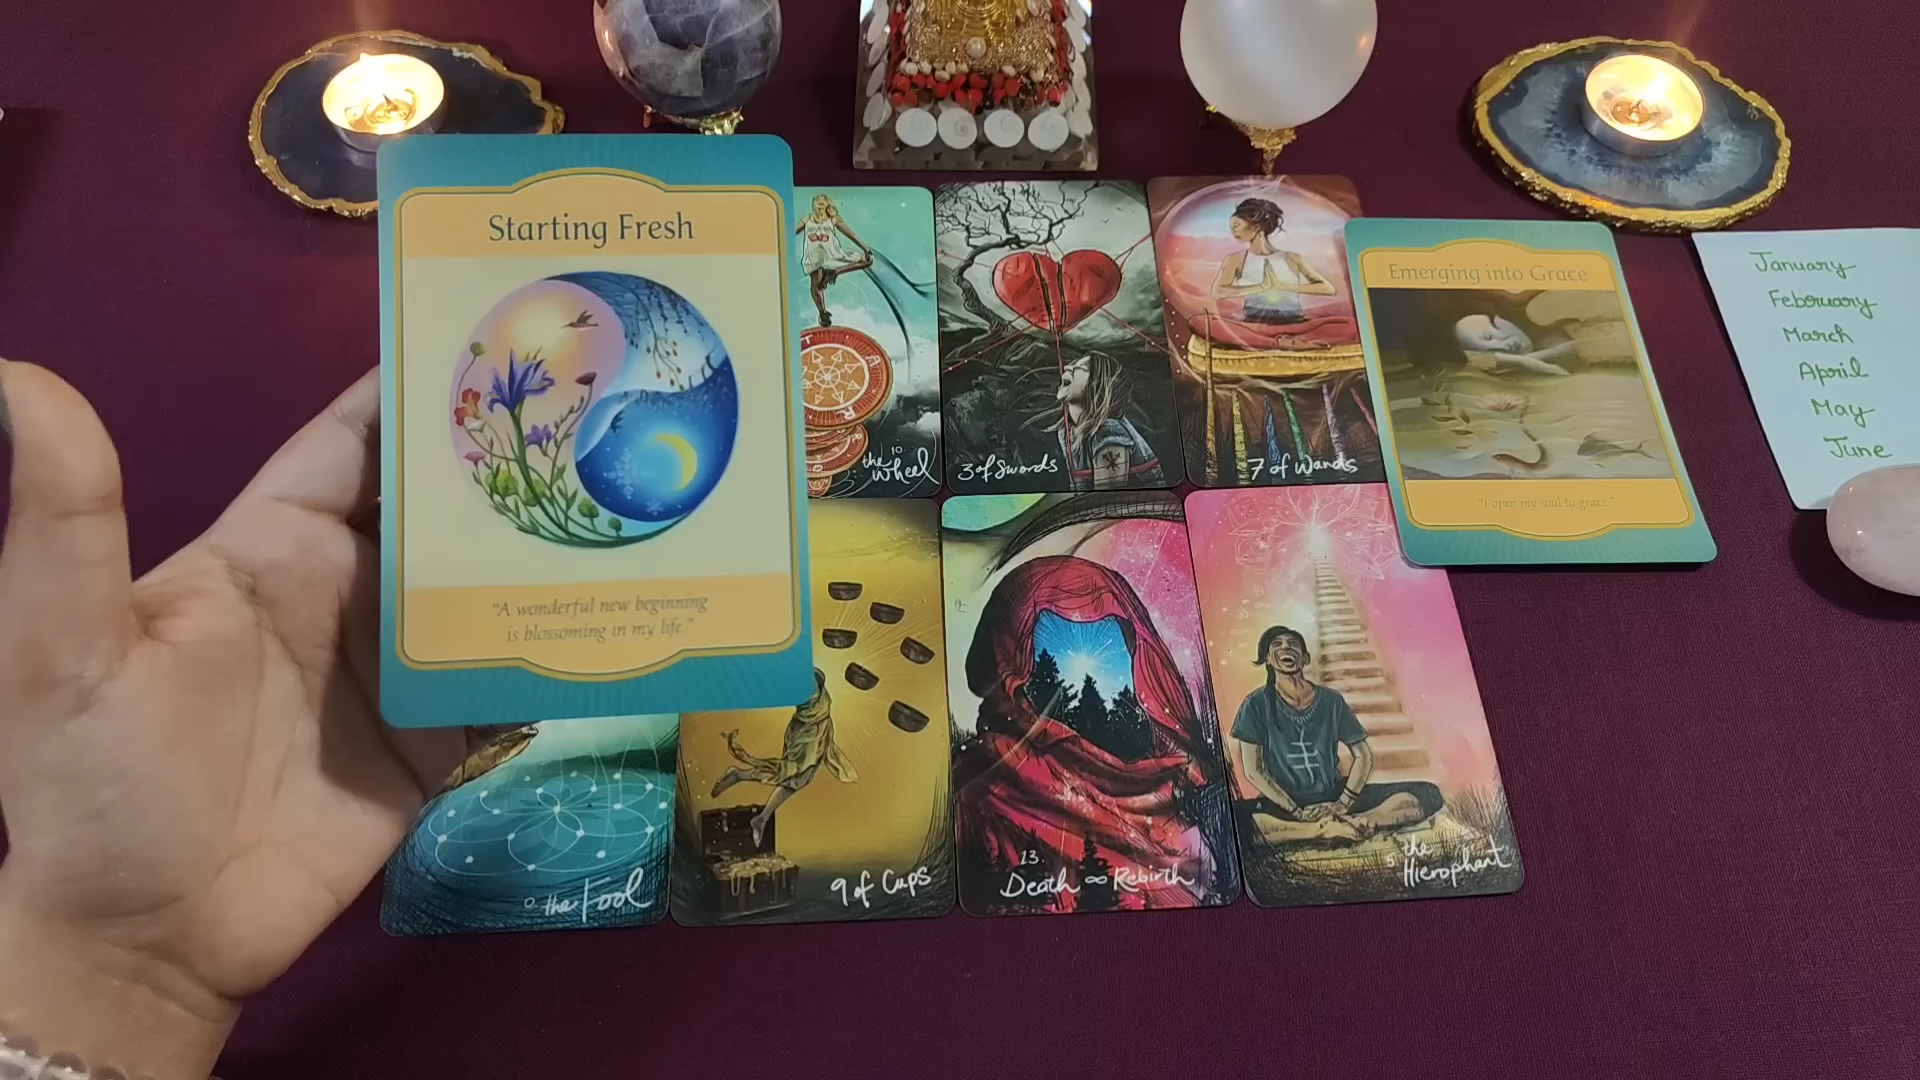 Starting Fresh
"A wonderful new beginning
is blossoming in my life."
10
the Wheel
3 of Swords
7 of Wands
Emerging into Grace
"I open my soul to grace"
January
Feberuary
March
April
May
June
0. the Fool
9 of Cups
13.
Death ∞ Rebirth
5. the
Hierophant